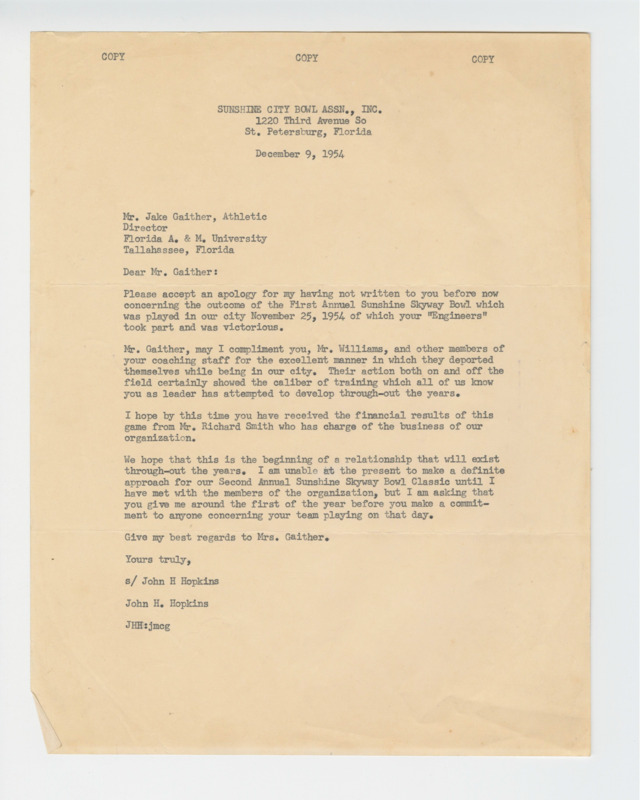 COPY COPY COPY
SUNSHINE CITY BOWL ASSN., INC.
1220 Third Avenue So
St. Petersburg, Florida
December 9, 1954
Mr. Jake Gaither, Athletic
Director
Florida A. & M. University
Tallahassee, Florida
Dear Mr. Gaither:
Please accept an apology for my having not written to you before now
concerning the outcome of the First Annual Sunshine Skyway Bowl which
was played in our city November 25, 1954 of which your "Engineers"
took part and was victorious.
Mr. Gaither, may I compliment you, Mr. Williams, and other members of
your coaching staff for the excellent manner in which they deported
themselves while being in our city. Their action both on and off the
field certainly showed the caliber of training which all of us know
you as leader has attempted to develop through-out the years.
I hope by this time you have received the financial results of this
game from Mr. Richard Smith who has charge of the business of our
organization.
We hope that this is the beginning of a relationship that will exist
through-out the years. I am unable at the present to make a definite
approach for our Second Annual Sunshine Skyway Bowl Classic until I
have met with the members of the organization, but I am asking that
you give me around the first of the year before you make a commit-
ment to anyone concerning your team playing on that day.
Give my best regards to Mrs. Gaither.
Yours truly,
s/ John H Hopkins
John H. Hopkins
JHH:jmcg